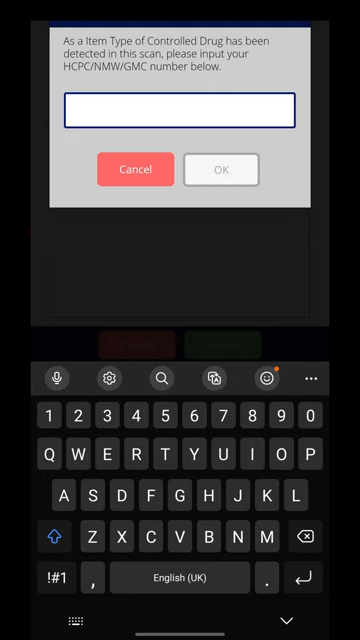 As a Item Type of Controlled Drug has been
detected in this scan, please input your
HCPC/NMW/GMC number below.
Cancel
OK
1 2 3 4 5 6 7 8 9 0
Q W E R T Y U I O P
A S D F G H J K L
Z X C V B N M
!#1 , English (UK) .